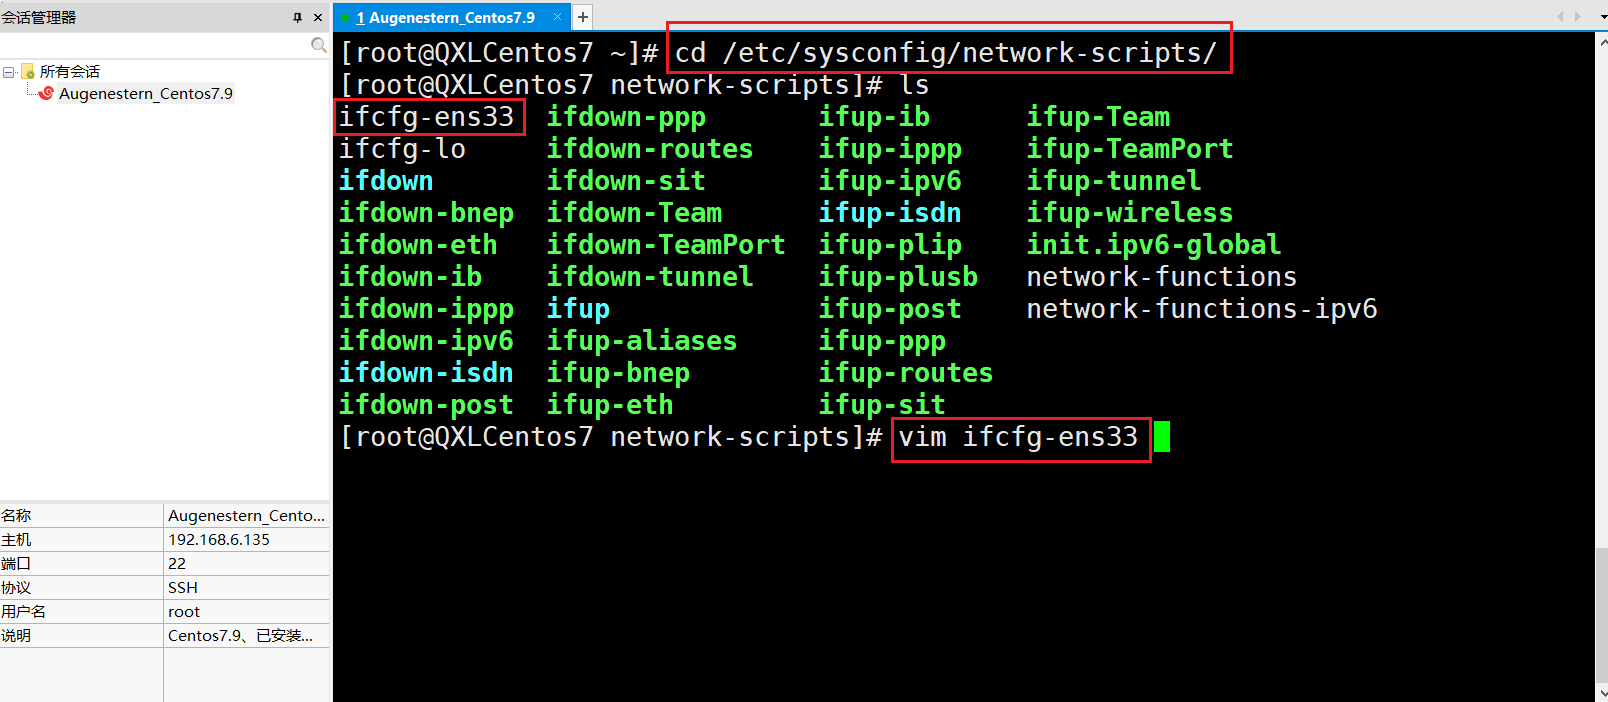 会话管理器
所有会话
Augenestern_Centos7.9
名称 Augenestern_Cento...
主机 192.168.6.135
端口 22
协议 SSH
用户名 root
说明 Centos7.9、已安装...
1 Augenestern_Centos7.9 × +
[root@QXLCentos7 ~]# cd /etc/sysconfig/network-scripts/
[root@QXLCentos7 network-scripts]# ls
ifcfg-ens33 ifdown-ppp ifup-ib ifup-Team
ifcfg-lo ifdown-routes ifup-ippp ifup-TeamPort
ifdown ifdown-sit ifup-ipv6 ifup-tunnel
ifdown-bnep ifdown-Team ifup-isdn ifup-wireless
ifdown-eth ifdown-TeamPort ifup-plip init.ipv6-global
ifdown-ib ifdown-tunnel ifup-plusb network-functions
ifdown-ippp ifup ifup-post network-functions-ipv6
ifdown-ipv6 ifup-aliases ifup-ppp
ifdown-isdn ifup-bnep ifup-routes
ifdown-post ifup-eth ifup-sit
[root@QXLCentos7 network-scripts]# vim ifcfg-ens33